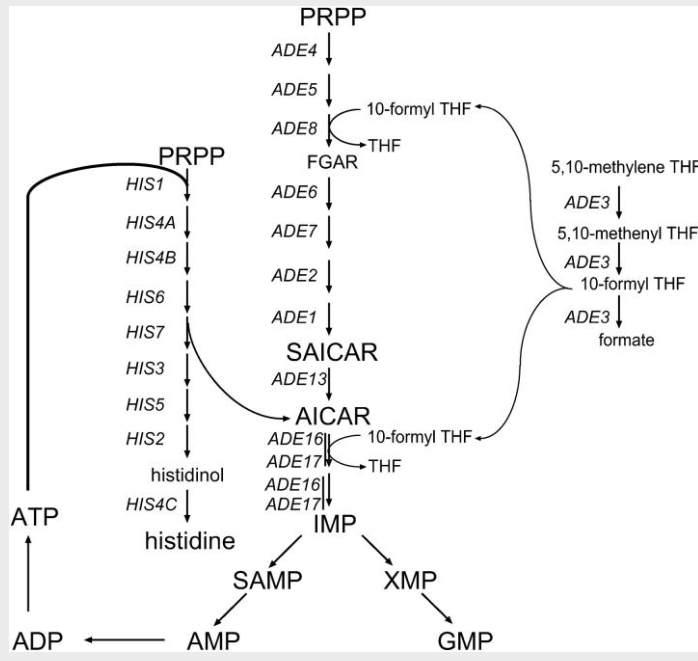 PRPP
ADE4
ADE5
10-formyl THF
ADE8
THF
FGAR
PRPP
HIS1
HIS4A
HIS4B
HIS6
HIS7
HIS3
HIS5
HIS2
histidinol
HIS4C
histidine
ADE6
ADE7
ADE2
ADE1
SAICAR
ADE13
AICAR
ADE16
10-formyl THF
ADE17
THF
ADE16
ADE17
IMP
5,10-methylene THF
ADE3
5,10-methenyl THF
ADE3
10-formyl THF
ADE3
formate
ATP
SAMP
XMP
ADP
AMP
GMP